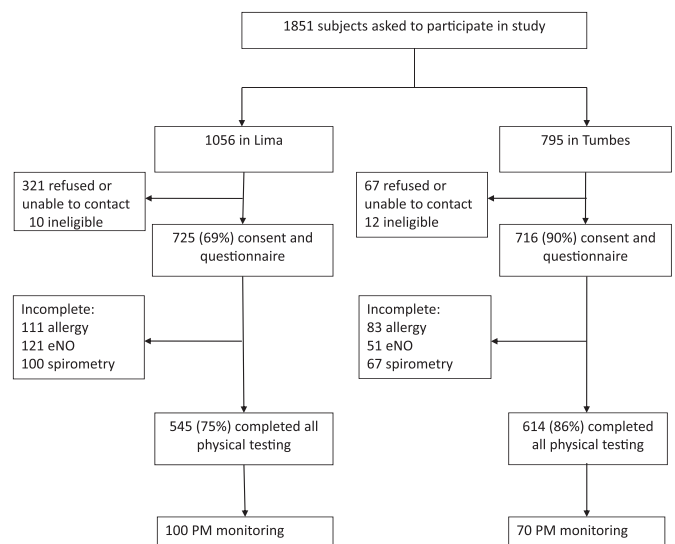 1851 subjects asked to participate in study
1056 in Lima
795 in Tumbes
321 refused or
unable to contact
10 ineligible
67 refused or
unable to contact
12 ineligible
725 (69%) consent and
questionnaire
716 (90%) consent and
questionnaire
Incomplete:
111 allergy
121 eNO
100 spirometry
Incomplete:
83 allergy
51 eNO
67 spirometry
545 (75%) completed all
physical testing
614 (86%) completed
all physical testing
100 PM monitoring
70 PM monitoring